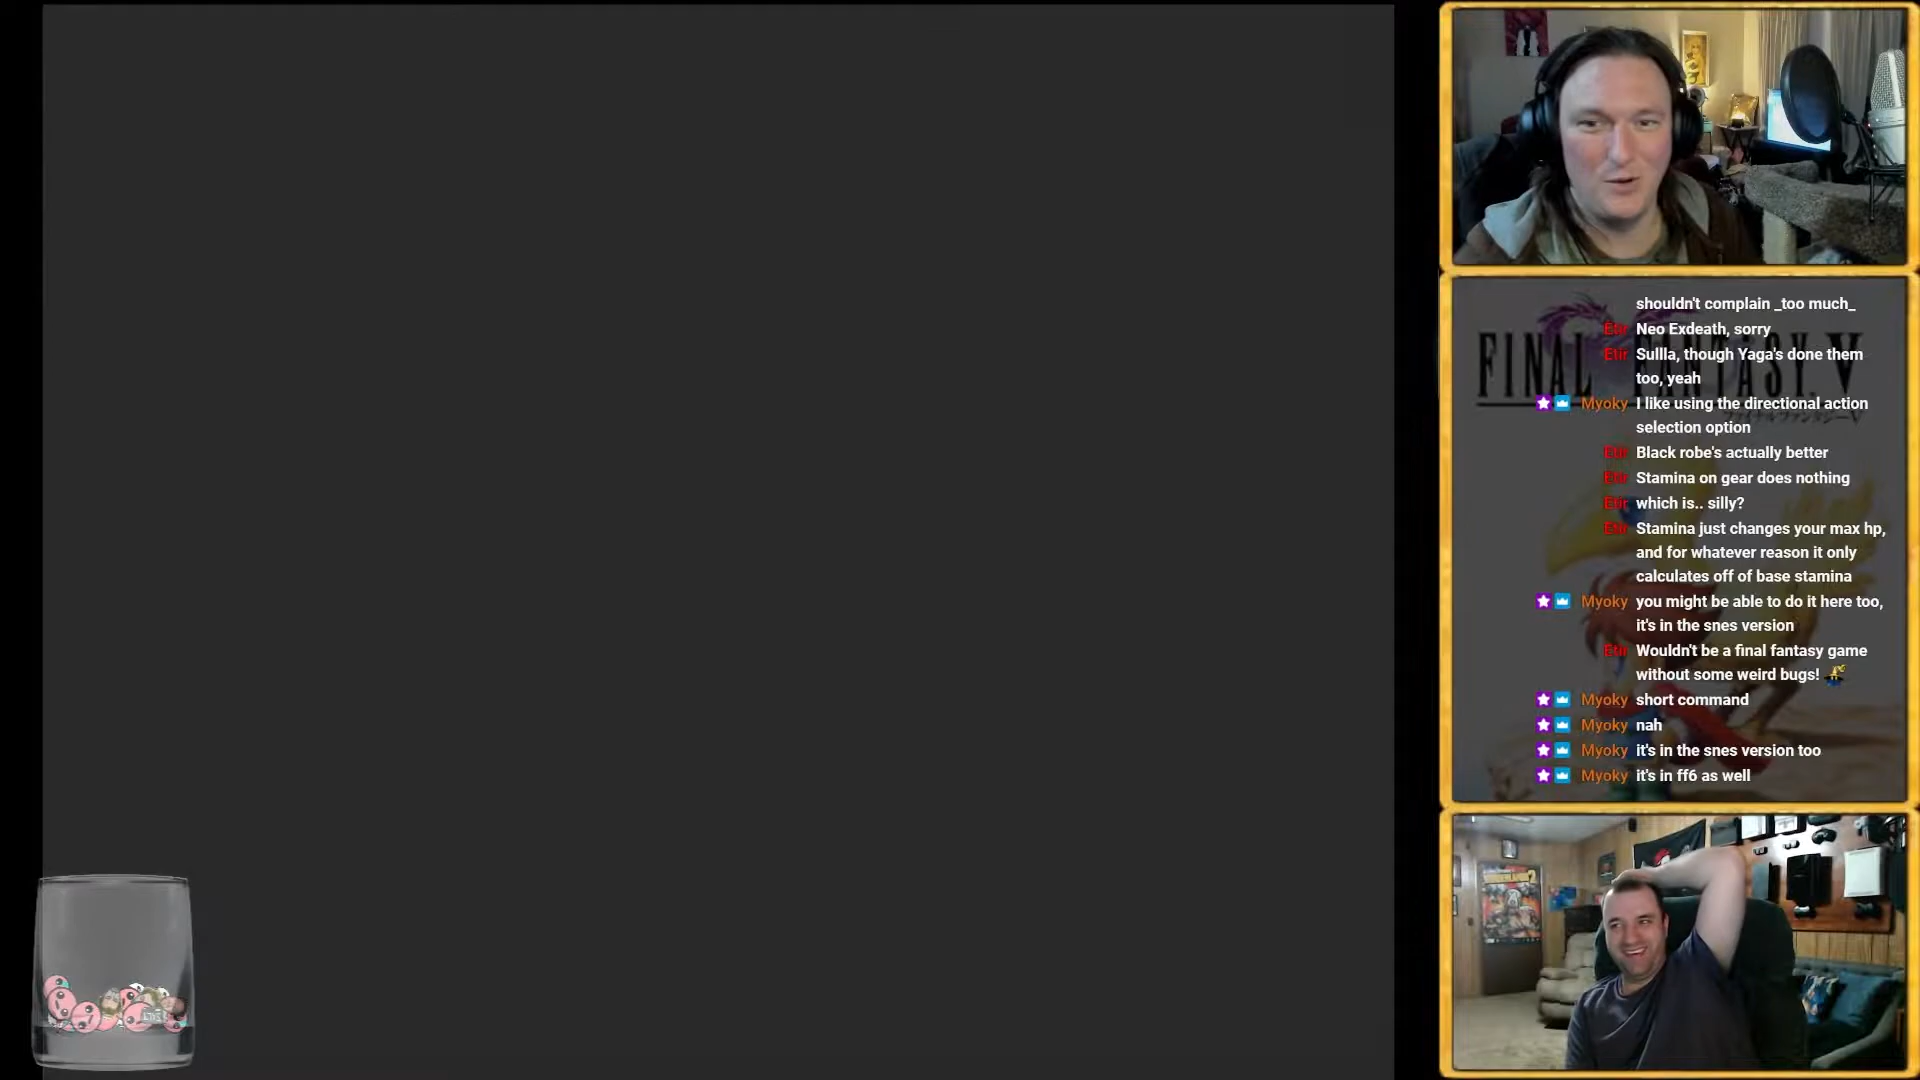 shouldn't complain _too much_
Etir Neo Exdeath, sorry
Etir Sullla, though Yaga's done them
too, yeah
Myoky I like using the directional action
selection option
Etir Black robe's actually better
Etir Stamina on gear does nothing
Etir which is.. silly?
Etir Stamina just changes your max hp,
and for whatever reason it only
calculates off of base stamina
Myoky you might be able to do it here too,
it's in the snes version
Etir Wouldn't be a final fantasy game
without some weird bugs!
Myoky short command
Myoky nah
Myoky it's in the snes version too
Myoky it's in ff6 as well
FINAL FANTASY V